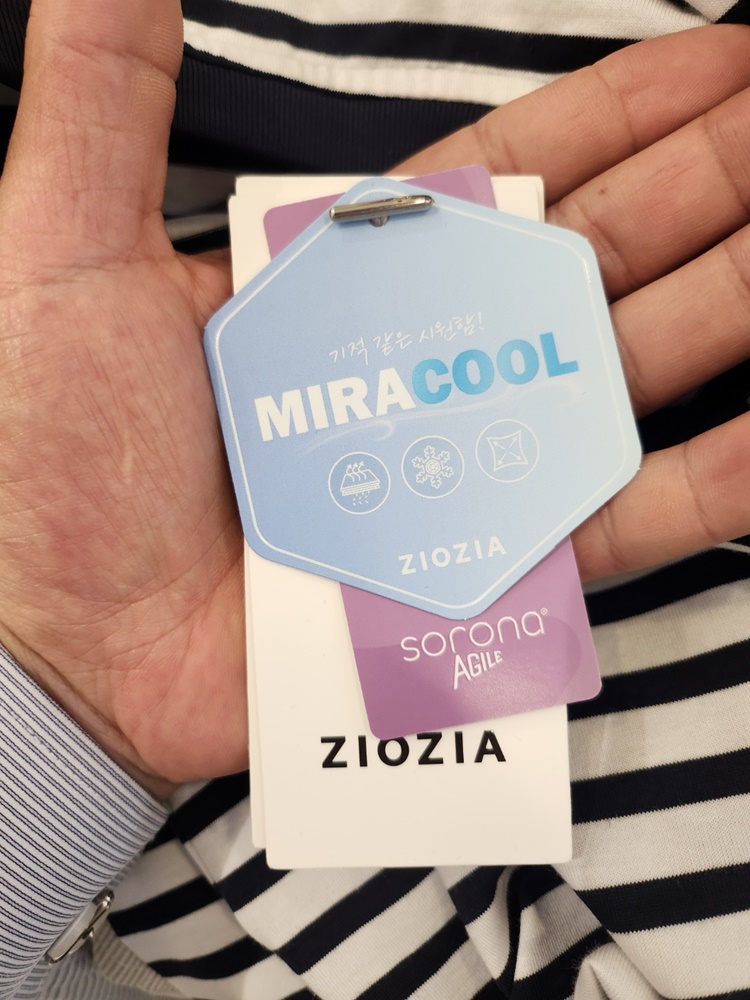 기적 같은 시원함!
MIRACOOL
ZIOZIA
sorona®
AGILE
ZIOZIA